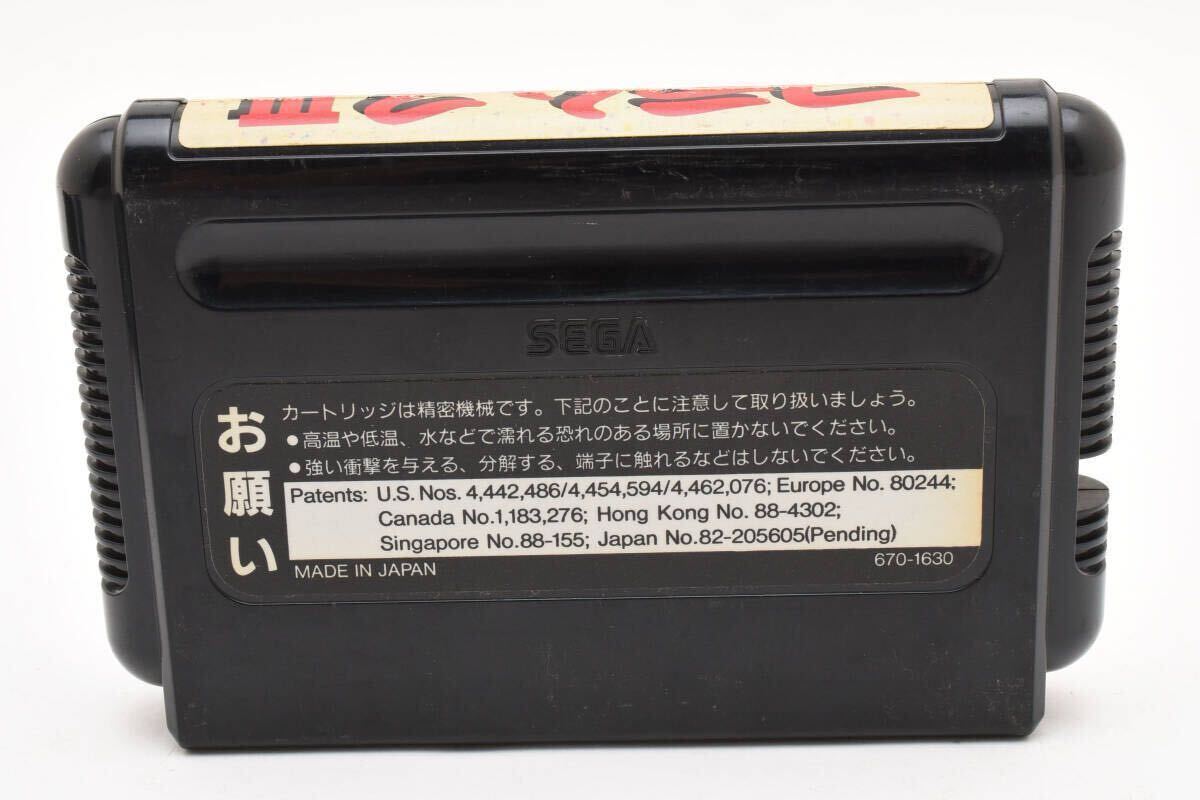 SEGA
お願い
カートリッジは精密機械です。下記のことに注意して取り扱いましょう。
●高温や低温、水などで濡れる恐れのある場所に置かないでください。
●強い衝撃を与える、分解する、端子に触れるなどはしないでください。
Patents: U.S. Nos. 4,442,486/4,454,594/4,462,076; Europe No. 80244;
Canada No.1,183,276; Hong Kong No. 88-4302;
Singapore No.88-155; Japan No.82-205605(Pending)
MADE IN JAPAN
670-1630